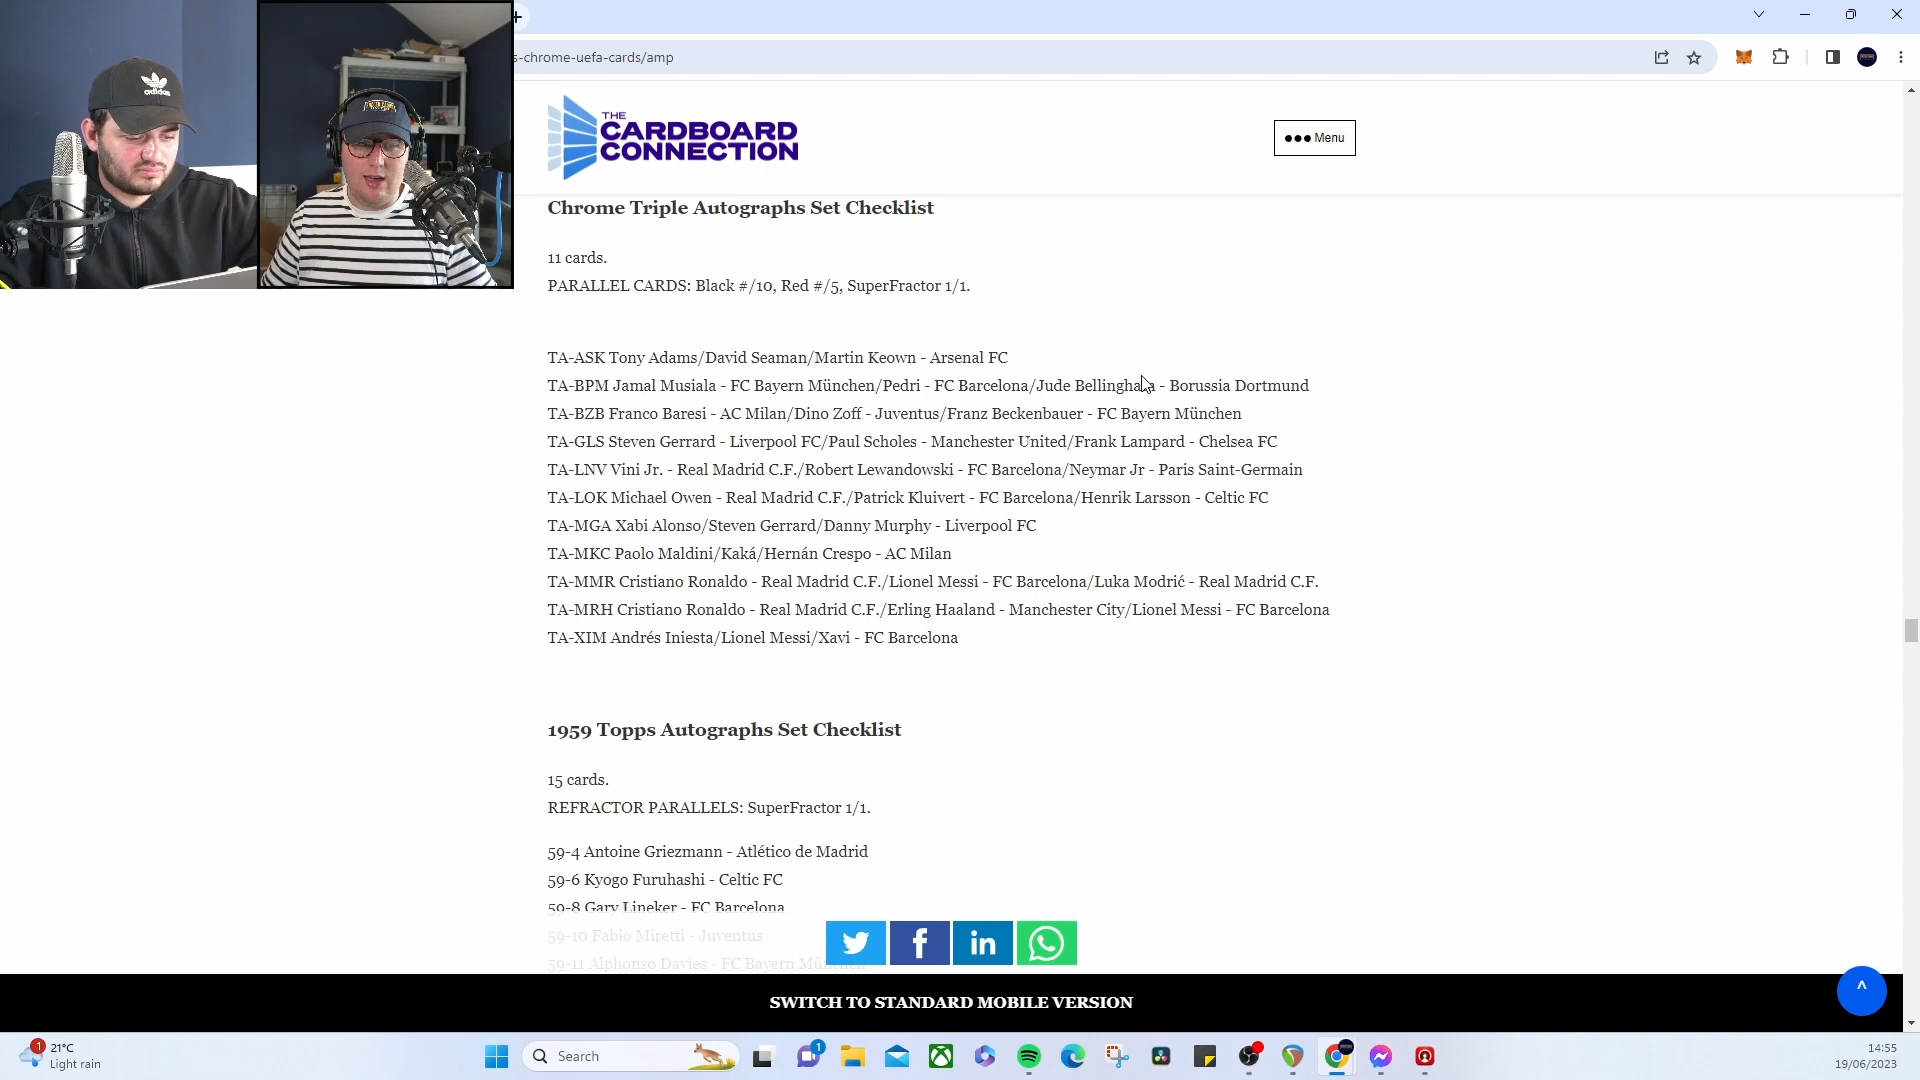 adidas
s-chrome-uefa-cards/amp
THE
CARDBOARD
CONNECTION
Menu
Chrome Triple Autographs Set Checklist
11 cards.
PARALLEL CARDS: Black #/10, Red #/5, SuperFractor 1/1.
TA-ASK Tony Adams/David Seaman/Martin Keown - Arsenal FC
TA-BPM Jamal Musiala - FC Bayern München/Pedri - FC Barcelona/Jude Bellingham - Borussia Dortmund
TA-BZB Franco Baresi - AC Milan/Dino Zoff - Juventus/Franz Beckenbauer - FC Bayern München
TA-GLS Steven Gerrard - Liverpool FC/Paul Scholes - Manchester United/Frank Lampard - Chelsea FC
TA-LNV Vini Jr. - Real Madrid C.F./Robert Lewandowski - FC Barcelona/Neymar Jr - Paris Saint-Germain
TA-LOK Michael Owen - Real Madrid C.F./Patrick Kluivert - FC Barcelona/Henrik Larsson - Celtic FC
TA-MGA Xabi Alonso/Steven Gerrard/Danny Murphy - Liverpool FC
TA-MKC Paolo Maldini/Kaká/Hernán Crespo - AC Milan
TA-MMR Cristiano Ronaldo - Real Madrid C.F./Lionel Messi - FC Barcelona/Luka Modrić - Real Madrid C.F.
TA-MRH Cristiano Ronaldo - Real Madrid C.F./Erling Haaland - Manchester City/Lionel Messi - FC Barcelona
TA-XIM Andrés Iniesta/Lionel Messi/Xavi - FC Barcelona
1959 Topps Autographs Set Checklist
15 cards.
REFRACTOR PARALLELS: SuperFractor 1/1.
59-4 Antoine Griezmann - Atlético de Madrid
59-6 Kyogo Furuhashi - Celtic FC
59-8 Gary Lineker - FC Barcelona
59-10 Fabio Miretti - Juventus
59-11 Alphonso Davies - FC Bayern München
SWITCH TO STANDARD MOBILE VERSION
1
21°C
Light rain
Search
1
14:55
19/06/2023